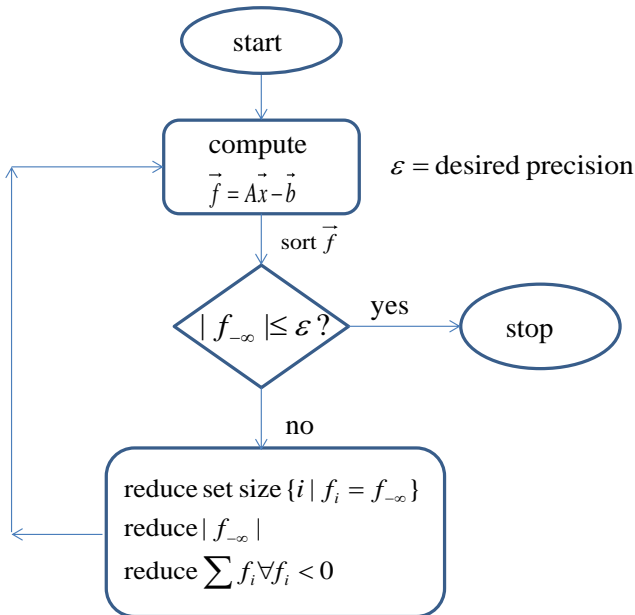 start
compute
f⃗ = Ax⃗ − b⃗
ε = desired precision
sort f⃗
| f₋∞ | ≤ ε ?
yes
stop
no
reduce set size {i | fᵢ = f₋∞}
reduce | f₋∞ |
reduce ∑ fᵢ ∀fᵢ < 0